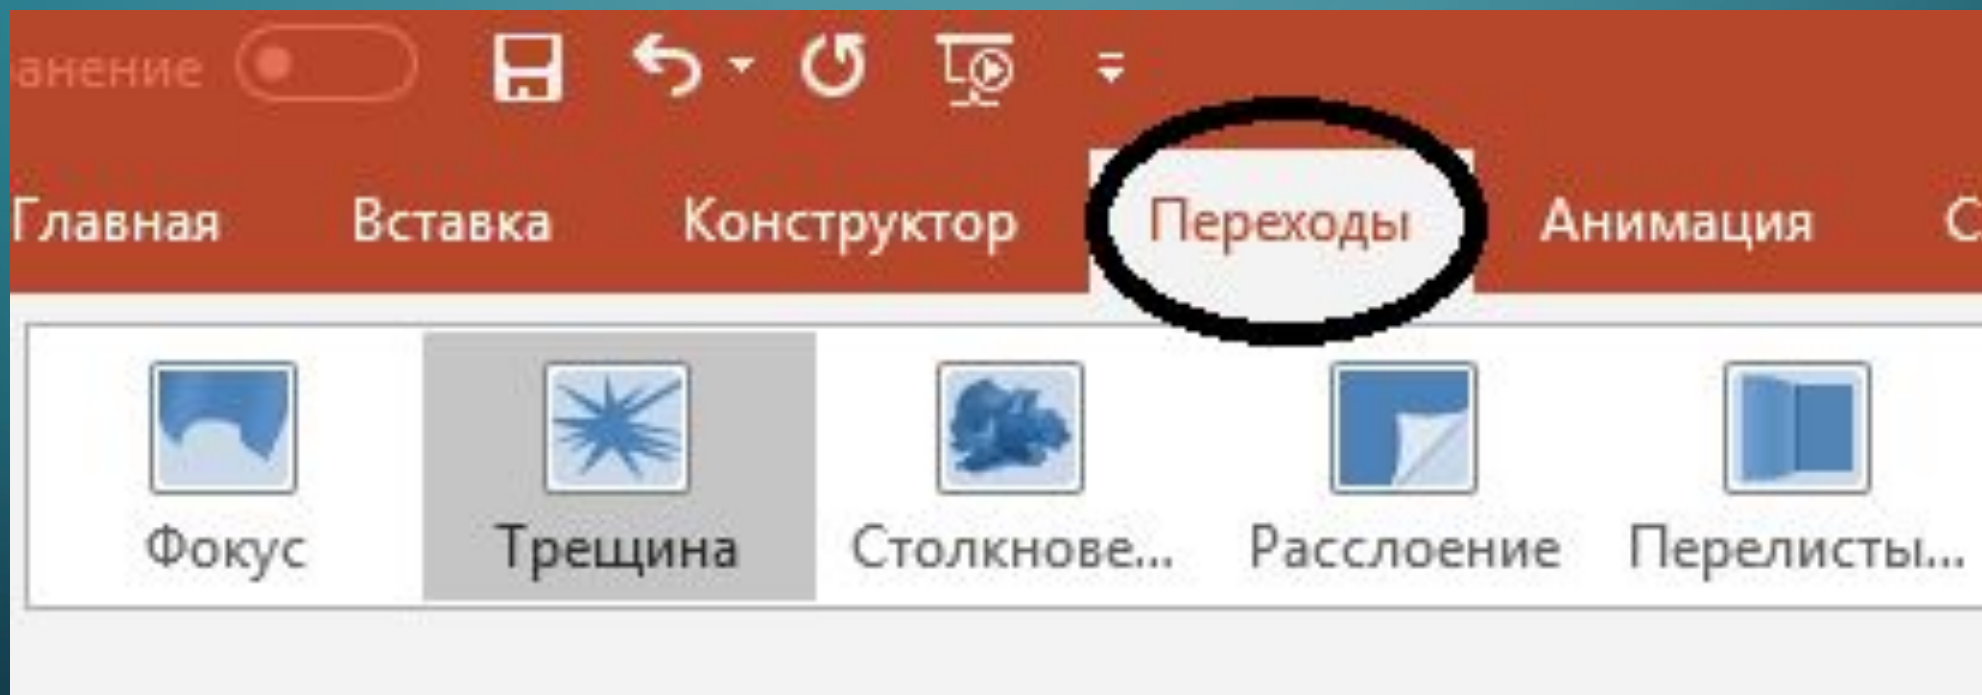 анение
Главная Вставка Конструктор Переходы Анимация С
Фокус Трещина Столкнове... Расслоение Перелисты...